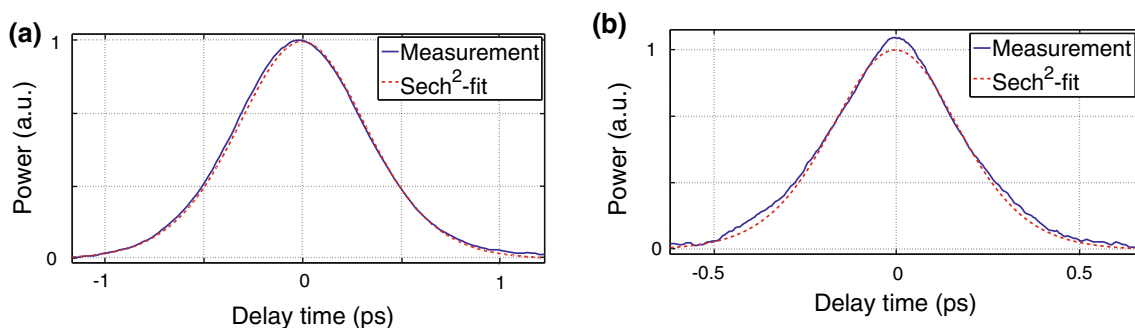 (a)
Power (a.u.)
1
0
Measurement
Sech²-fit
-1
0
1
Delay time (ps)
(b)
Power (a.u.)
1
0
Measurement
Sech²-fit
-0.5
0
0.5
Delay time (ps)